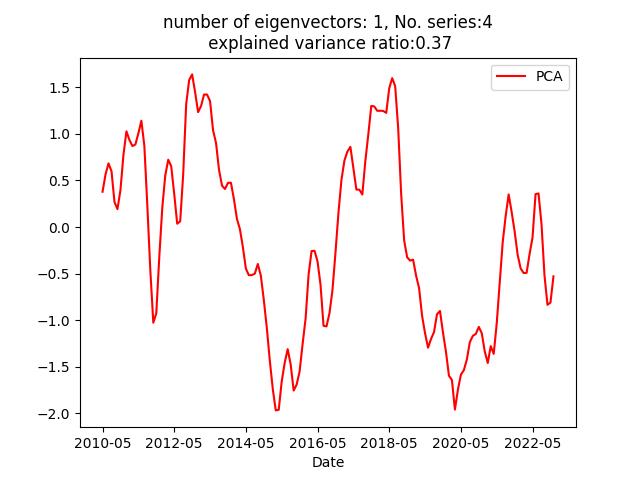 number of eigenvectors: 1, No. series:4
explained variance ratio:0.37
PCA
1.5
1.0
0.5
0.0
−0.5
−1.0
−1.5
−2.0
2010-05 2012-05 2014-05 2016-05 2018-05 2020-05 2022-05
Date